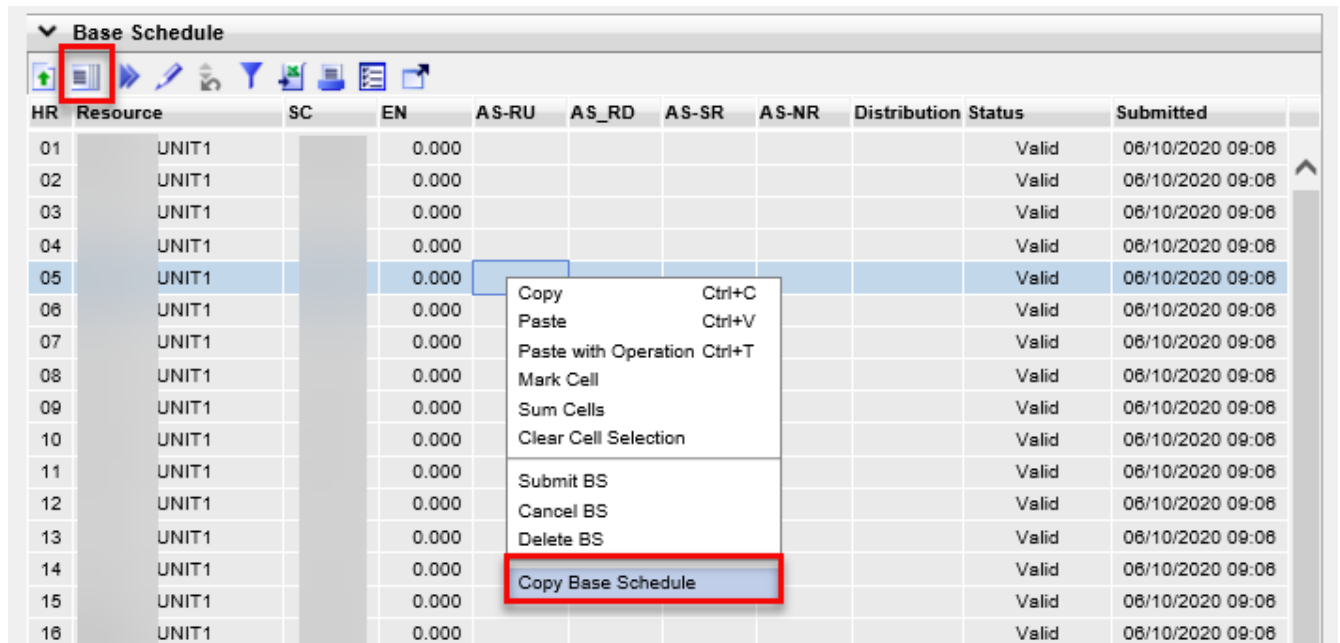 Base Schedule
HR Resource SC EN AS-RU AS_RD AS-SR AS-NR Distribution Status Submitted
01 UNIT1 0.000 Valid 06/10/2020 09:06
02 UNIT1 0.000 Valid 06/10/2020 09:06
03 UNIT1 0.000 Valid 06/10/2020 09:06
04 UNIT1 0.000 Valid 06/10/2020 09:06
05 UNIT1 0.000 Valid 06/10/2020 09:06
06 UNIT1 0.000 Valid 06/10/2020 09:06
07 UNIT1 0.000 Valid 06/10/2020 09:06
08 UNIT1 0.000 Valid 06/10/2020 09:06
09 UNIT1 0.000 Valid 06/10/2020 09:06
10 UNIT1 0.000 Valid 06/10/2020 09:06
11 UNIT1 0.000 Valid 06/10/2020 09:06
12 UNIT1 0.000 Valid 06/10/2020 09:06
13 UNIT1 0.000 Valid 06/10/2020 09:06
14 UNIT1 0.000 Valid 06/10/2020 09:06
15 UNIT1 0.000 Valid 06/10/2020 09:06
16 UNIT1 0.000 Valid 06/10/2020 09:06
Copy Ctrl+C
Paste Ctrl+V
Paste with Operation Ctrl+T
Mark Cell
Sum Cells
Clear Cell Selection
Submit BS
Cancel BS
Delete BS
Copy Base Schedule